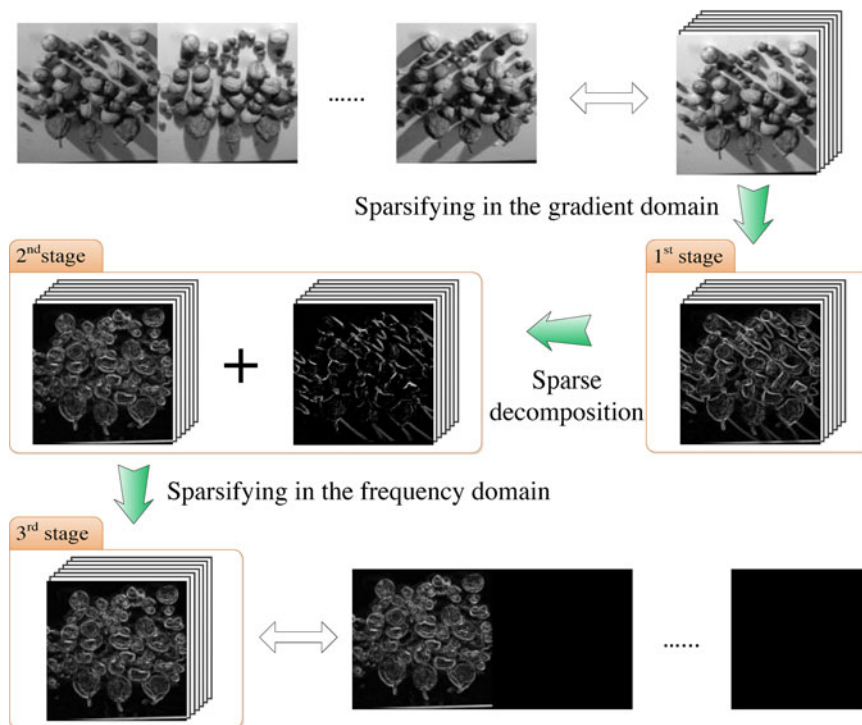 ......
Sparsifying in the gradient domain
2nd stage
1st stage
+
Sparse
decomposition
Sparsifying in the frequency domain
3rd stage
......